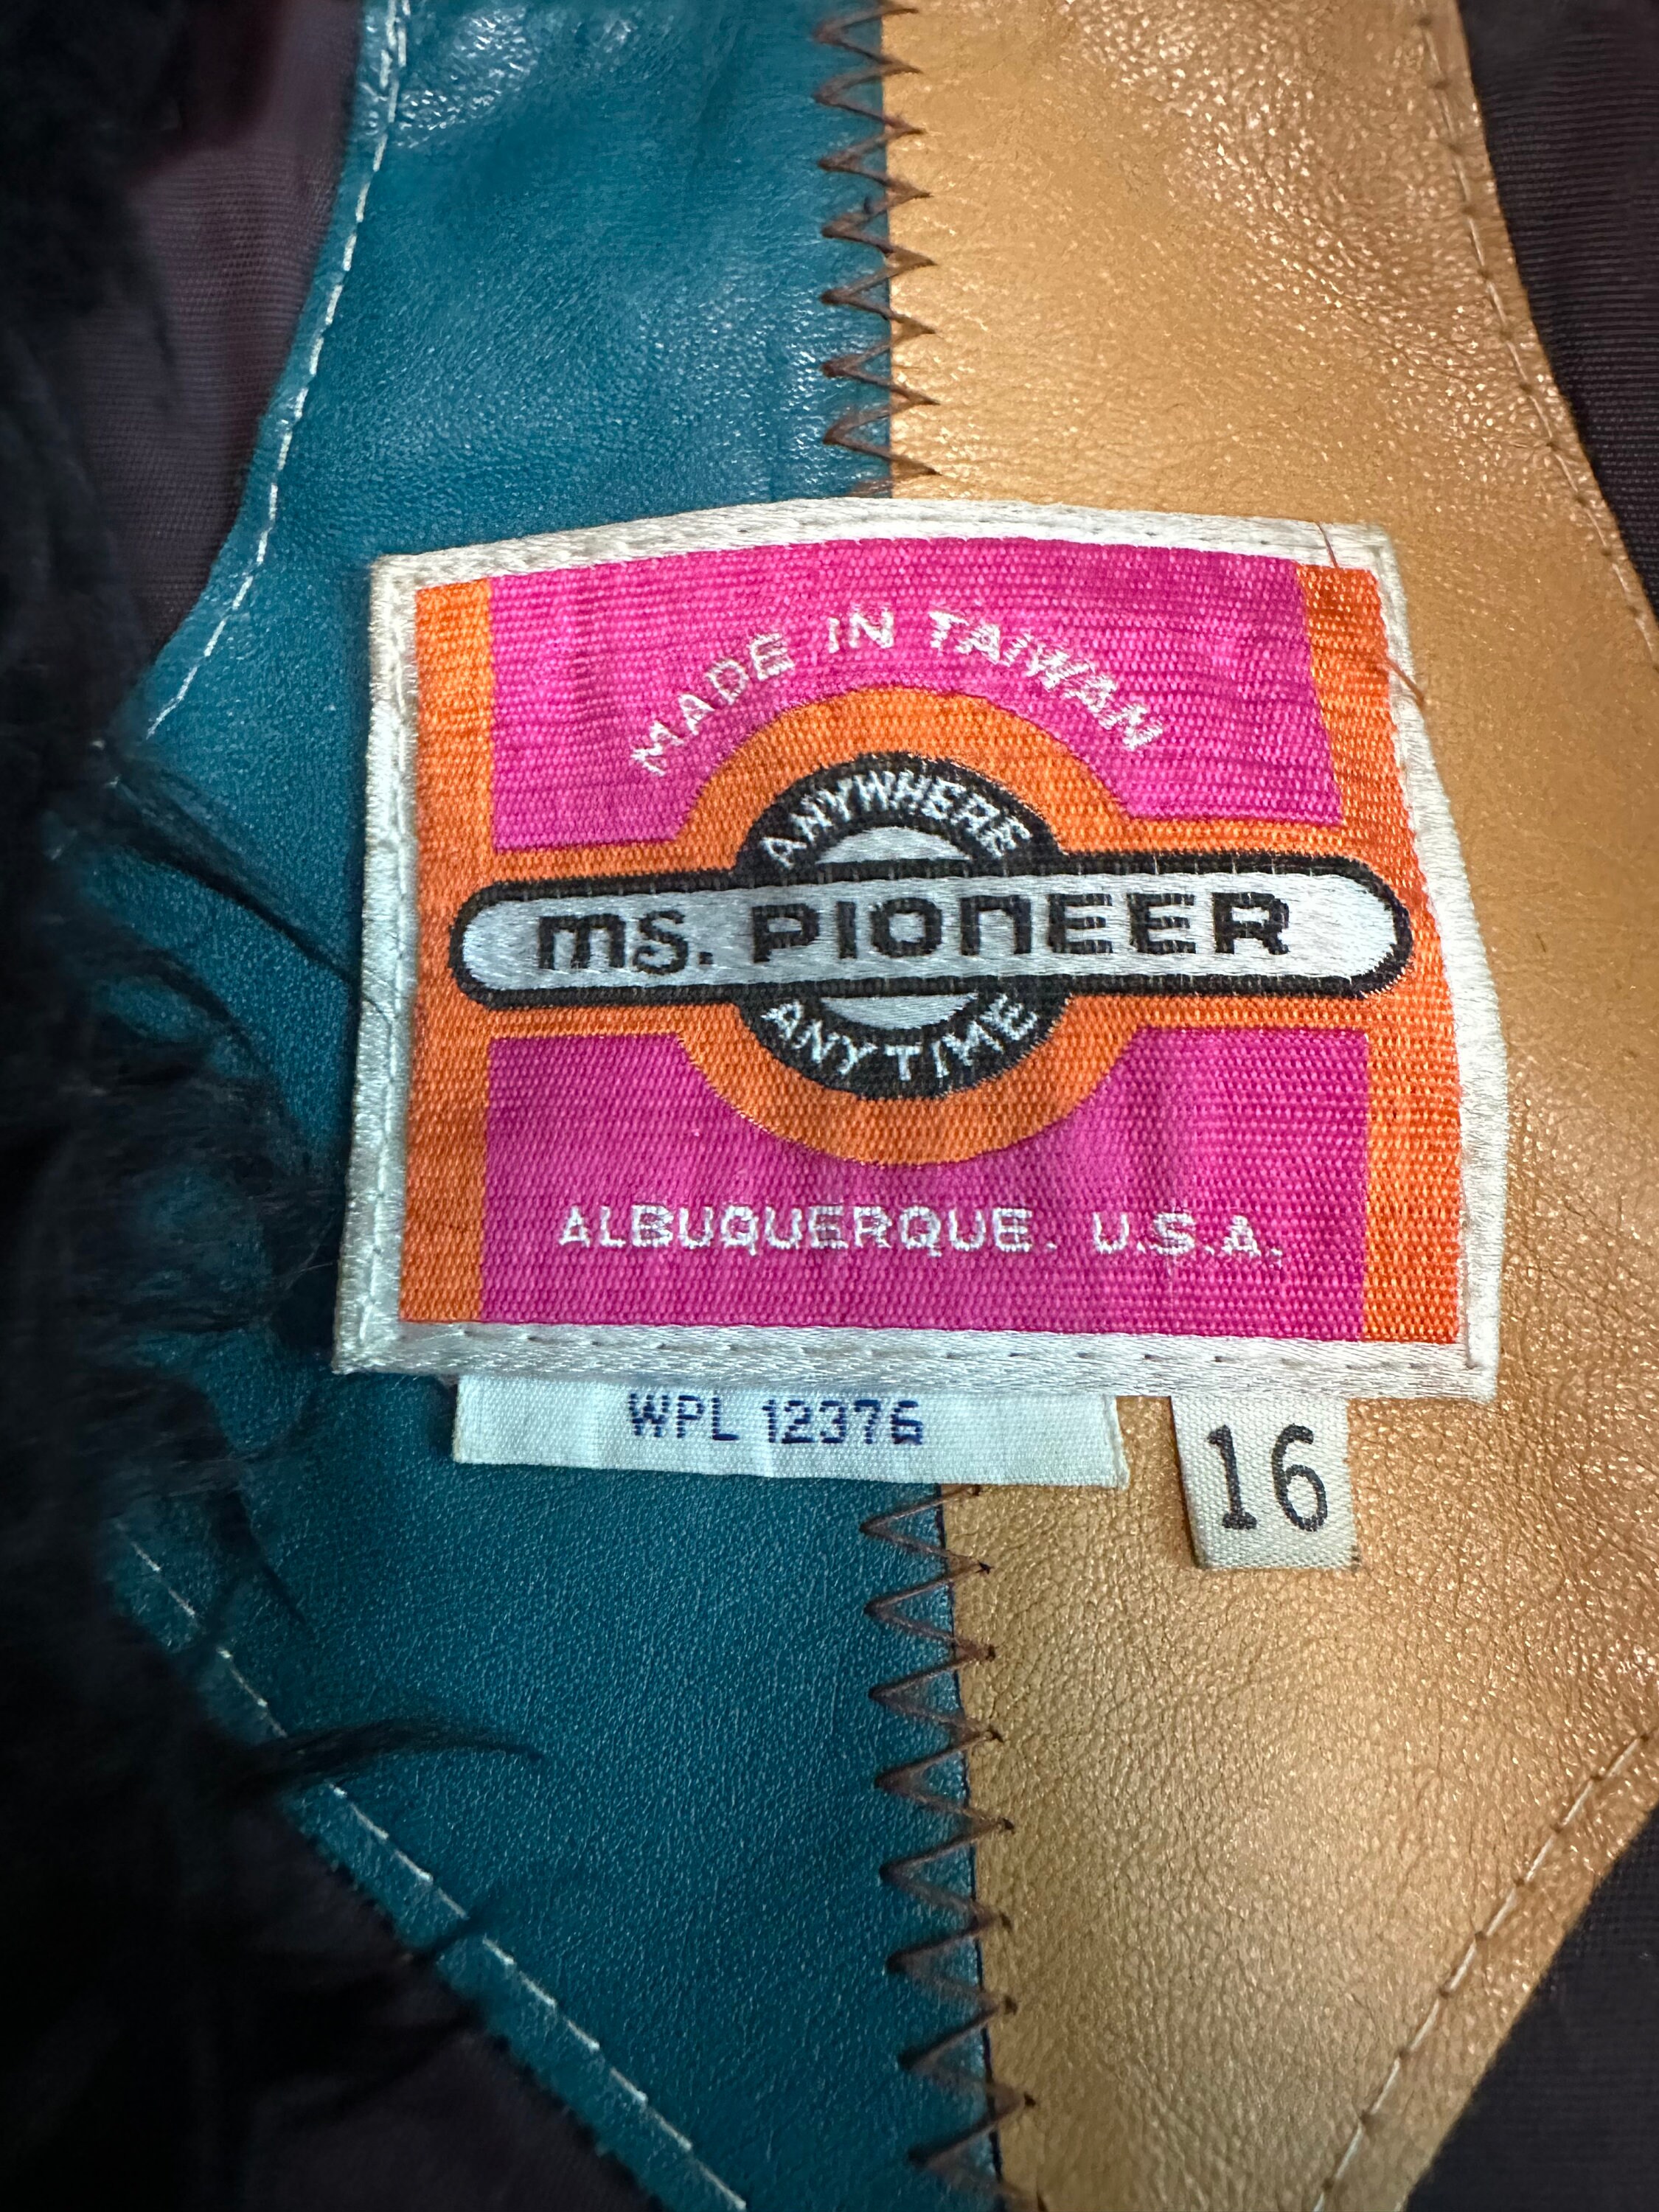 MADE IN TAIWAN
ANYWHERE
ms. PIONEER
ANYTIME
ALBUQUERQUE. U.S.A.
WPL 12376
16